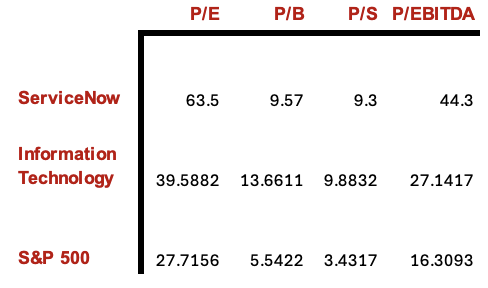 P/E P/B P/S P/EBITDA
ServiceNow 63.5 9.57 9.3 44.3
Information
Technology 39.5882 13.6611 9.8832 27.1417
S&P 500 27.7156 5.5422 3.4317 16.3093